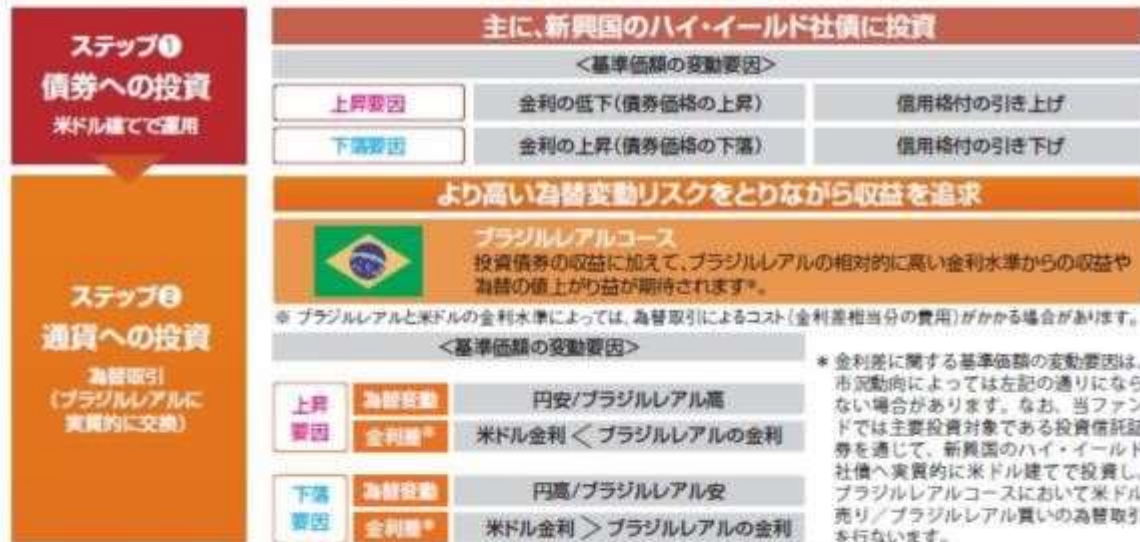 ステップ❶
債券への投資
米ドル建てで運用
主に、新興国のハイ・イールド社債に投資
<基準価額の変動要因>
上昇要因 金利の低下(債券価格の上昇) 信用格付の引き上げ
下落要因 金利の上昇(債券価格の下落) 信用格付の引き下げ
ステップ❷
通貨への投資
為替取引
(ブラジルレアルに
実質的に交換)
より高い為替変動リスクをとりながら収益を追求
ブラジルレアルコース
投資債券の収益に加えて、ブラジルレアルの相対的に高い金利水準からの収益や
為替の値上がり益が期待されます※。
※ ブラジルレアルと米ドルの金利水準によっては、為替取引によるコスト(金利差相当分の費用)がかかる場合があります。
<基準価額の変動要因>
上昇
要因
為替変動 円安/ブラジルレアル高
金利差* 米ドル金利 < ブラジルレアルの金利
下落
要因
為替変動 円高/ブラジルレアル安
金利差* 米ドル金利 > ブラジルレアルの金利
* 金利差に関する基準価額の変動要因は、
市況動向によっては左記の通りになら
ない場合があります。なお、当ファン
ドでは主要投資対象である投資信託証
券を通じて、新興国のハイ・イールド
社債へ実質的に米ドル建てで投資し、
ブラジルレアルコースにおいて米ドル
売り/ブラジルレアル買いの為替取引
を行ないます。